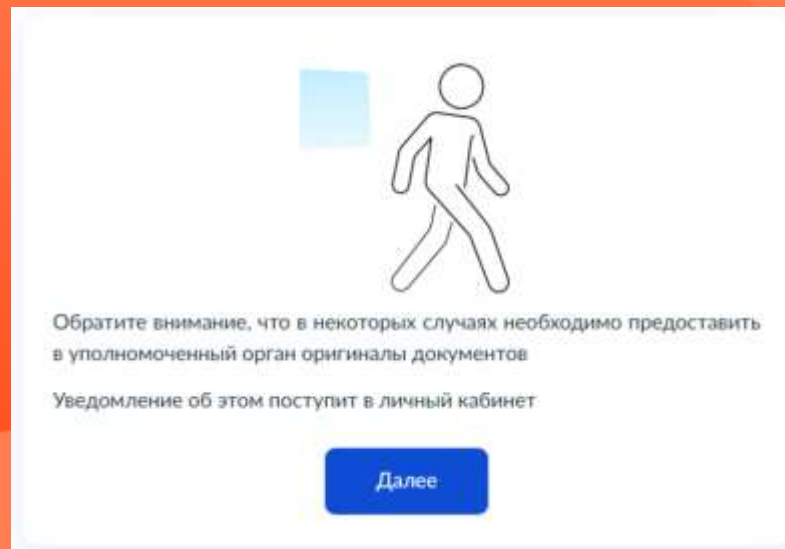 Обратите внимание, что в некоторых случаях необходимо предоставить
в уполномоченный орган оригиналы документов
Уведомление об этом поступит в личный кабинет
Далее